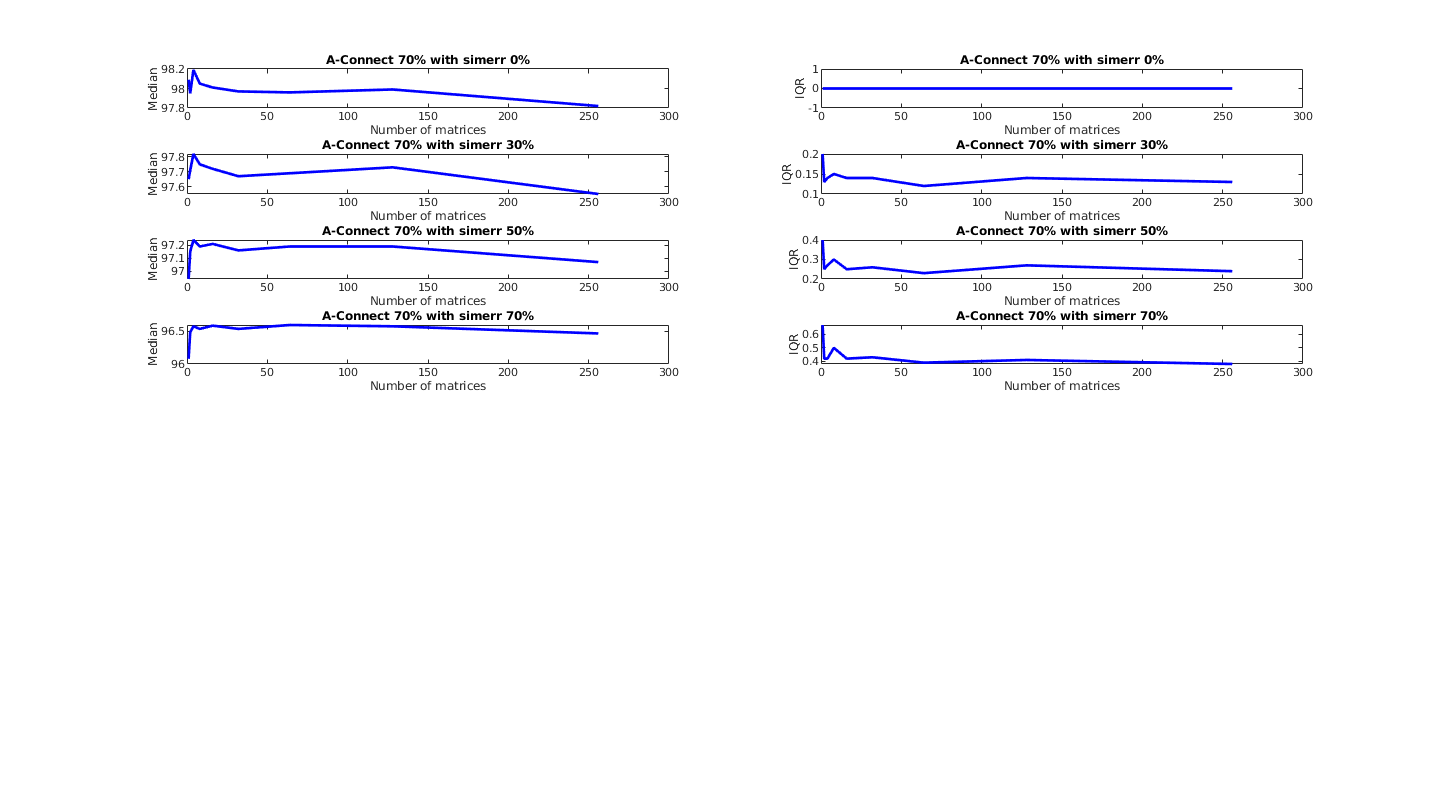 A-Connect 70% with simerr 0%
Median
98.2
98
97.8
0 50 100 150 200 250 300
Number of matrices
A-Connect 70% with simerr 0%
IQR
1
0
-1
0 50 100 150 200 250 300
Number of matrices
A-Connect 70% with simerr 30%
Median
97.8
97.7
97.6
0 50 100 150 200 250 300
Number of matrices
A-Connect 70% with simerr 30%
IQR
0.2
0.15
0.1
0 50 100 150 200 250 300
Number of matrices
A-Connect 70% with simerr 50%
Median
97.2
97.1
97
0 50 100 150 200 250 300
Number of matrices
A-Connect 70% with simerr 50%
IQR
0.4
0.3
0.2
0 50 100 150 200 250 300
Number of matrices
A-Connect 70% with simerr 70%
Median
96.5
96
0 50 100 150 200 250 300
Number of matrices
A-Connect 70% with simerr 70%
IQR
0.6
0.5
0.4
0 50 100 150 200 250 300
Number of matrices